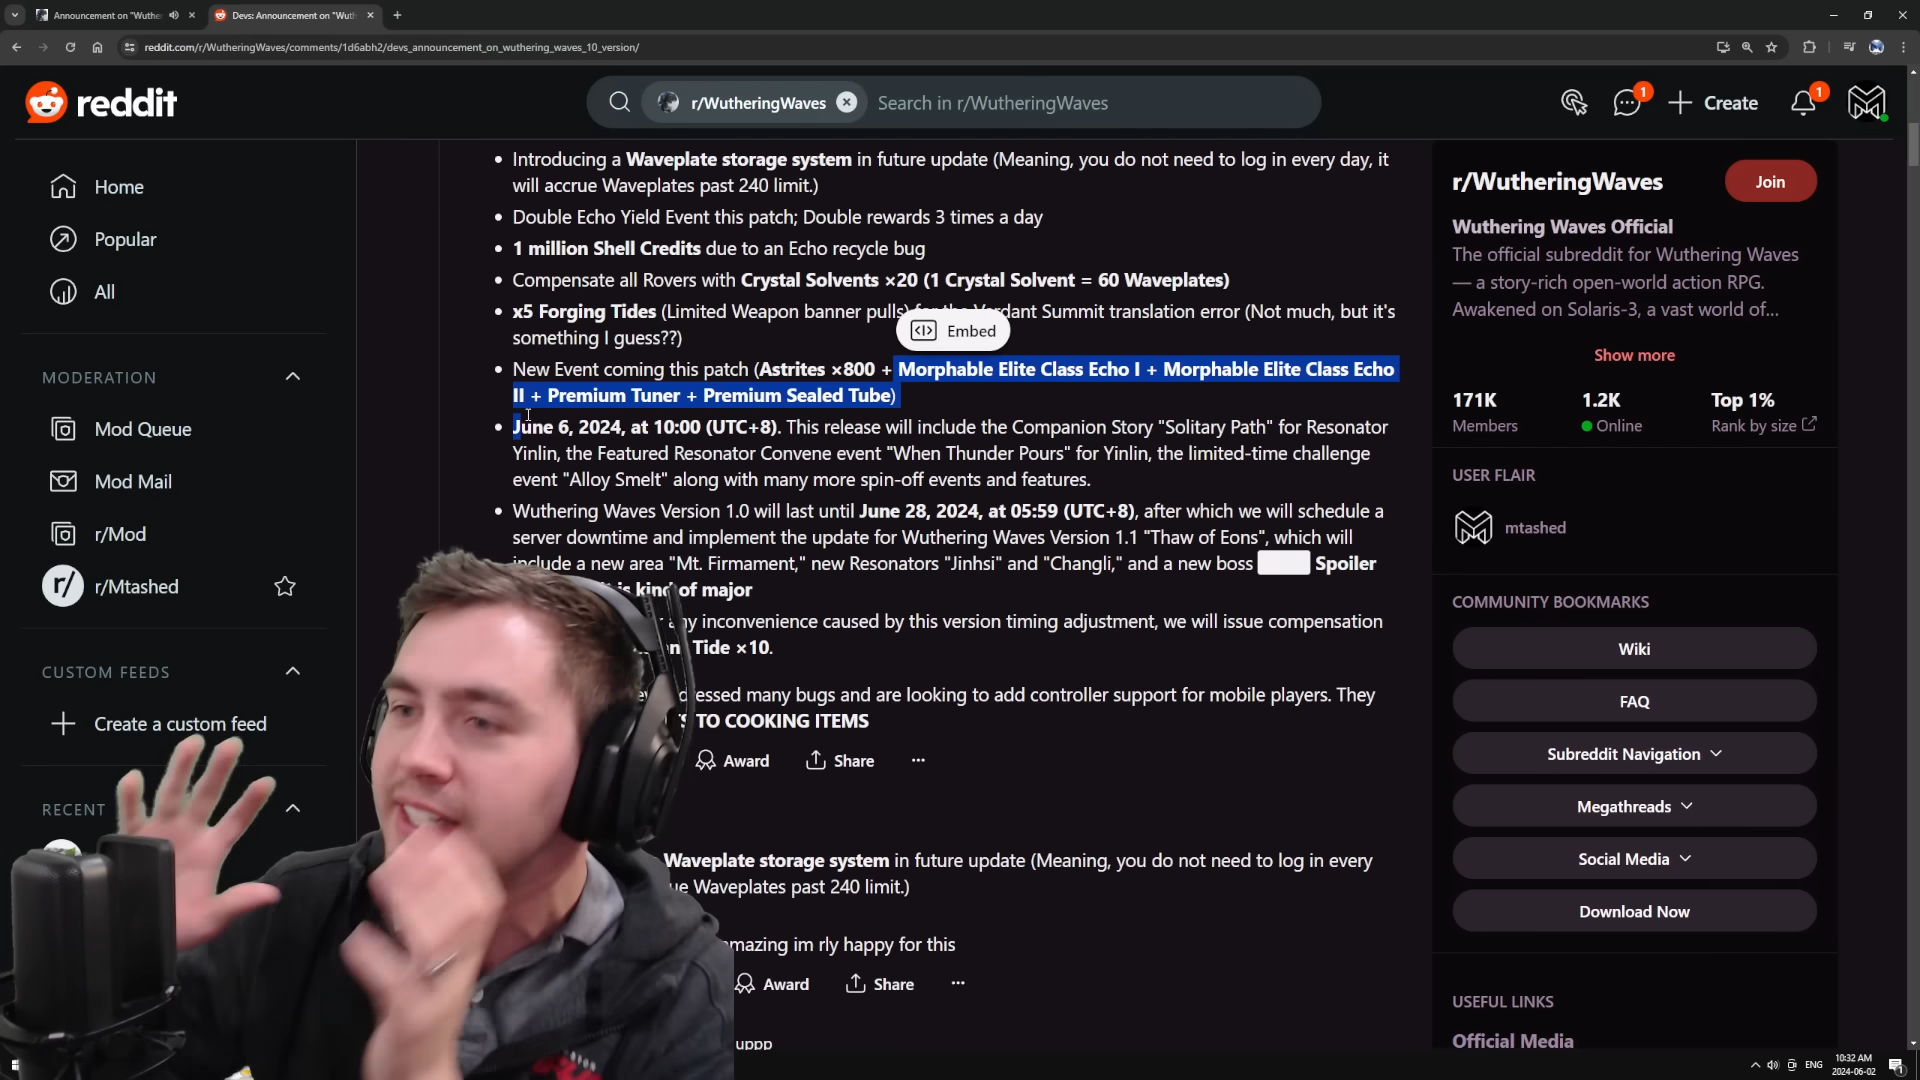 Announcement on "Wuthe
Devs: Announcement on "Wut
reddit.com/r/WutheringWaves/comments/1d6abh2/devs_announcement_on_wuthering_waves_10_version/
reddit
r/WutheringWaves
Search in r/WutheringWaves
1
Create
1
Home
Popular
All
MODERATION
Mod Queue
Mod Mail
r/Mod
r/ r/Mtashed
CUSTOM FEEDS
Create a custom feed
RECENT
Introducing a Waveplate storage system in future update (Meaning, you do not need to log in every day, it
will accrue Waveplates past 240 limit.)
Double Echo Yield Event this patch; Double rewards 3 times a day
1 million Shell Credits due to an Echo recycle bug
Compensate all Rovers with Crystal Solvents ×20 (1 Crystal Solvent = 60 Waveplates)
x5 Forging Tides (Limited Weapon banner pulls) for the Verdant Summit translation error (Not much, but it's
something I guess??)
Embed
New Event coming this patch (Astrites ×800 + Morphable Elite Class Echo I + Morphable Elite Class Echo
II + Premium Tuner + Premium Sealed Tube)
June 6, 2024, at 10:00 (UTC+8). This release will include the Companion Story "Solitary Path" for Resonator
Yinlin, the Featured Resonator Convene event "When Thunder Pours" for Yinlin, the limited-time challenge
event "Alloy Smelt" along with many more spin-off events and features.
Wuthering Waves Version 1.0 will last until June 28, 2024, at 05:59 (UTC+8), after which we will schedule a
server downtime and implement the update for Wuthering Waves Version 1.1 "Thaw of Eons", which will
include a new area "Mt. Firmament," new Resonators "Jinhsi" and "Changli," and a new boss Spoiler
is kind of major
any inconvenience caused by this version timing adjustment, we will issue compensation
Tide ×10.
many bugs and are looking to add controller support for mobile players. They
TO COOKING ITEMS
Award
Share
Waveplate storage system in future update (Meaning, you do not need to log in every
Waveplates past 240 limit.)
amazing im rly happy for this
Award
Share
uppp
r/WutheringWaves
Join
Wuthering Waves Official
The official subreddit for Wuthering Waves
— a story-rich open-world action RPG.
Awakened on Solaris-3, a vast world of...
Show more
171K
1.2K
Top 1%
Members
Online
Rank by size
USER FLAIR
mtashed
COMMUNITY BOOKMARKS
Wiki
FAQ
Subreddit Navigation
Megathreads
Social Media
Download Now
USEFUL LINKS
Official Media
ENG
10:32 AM
2024-06-02